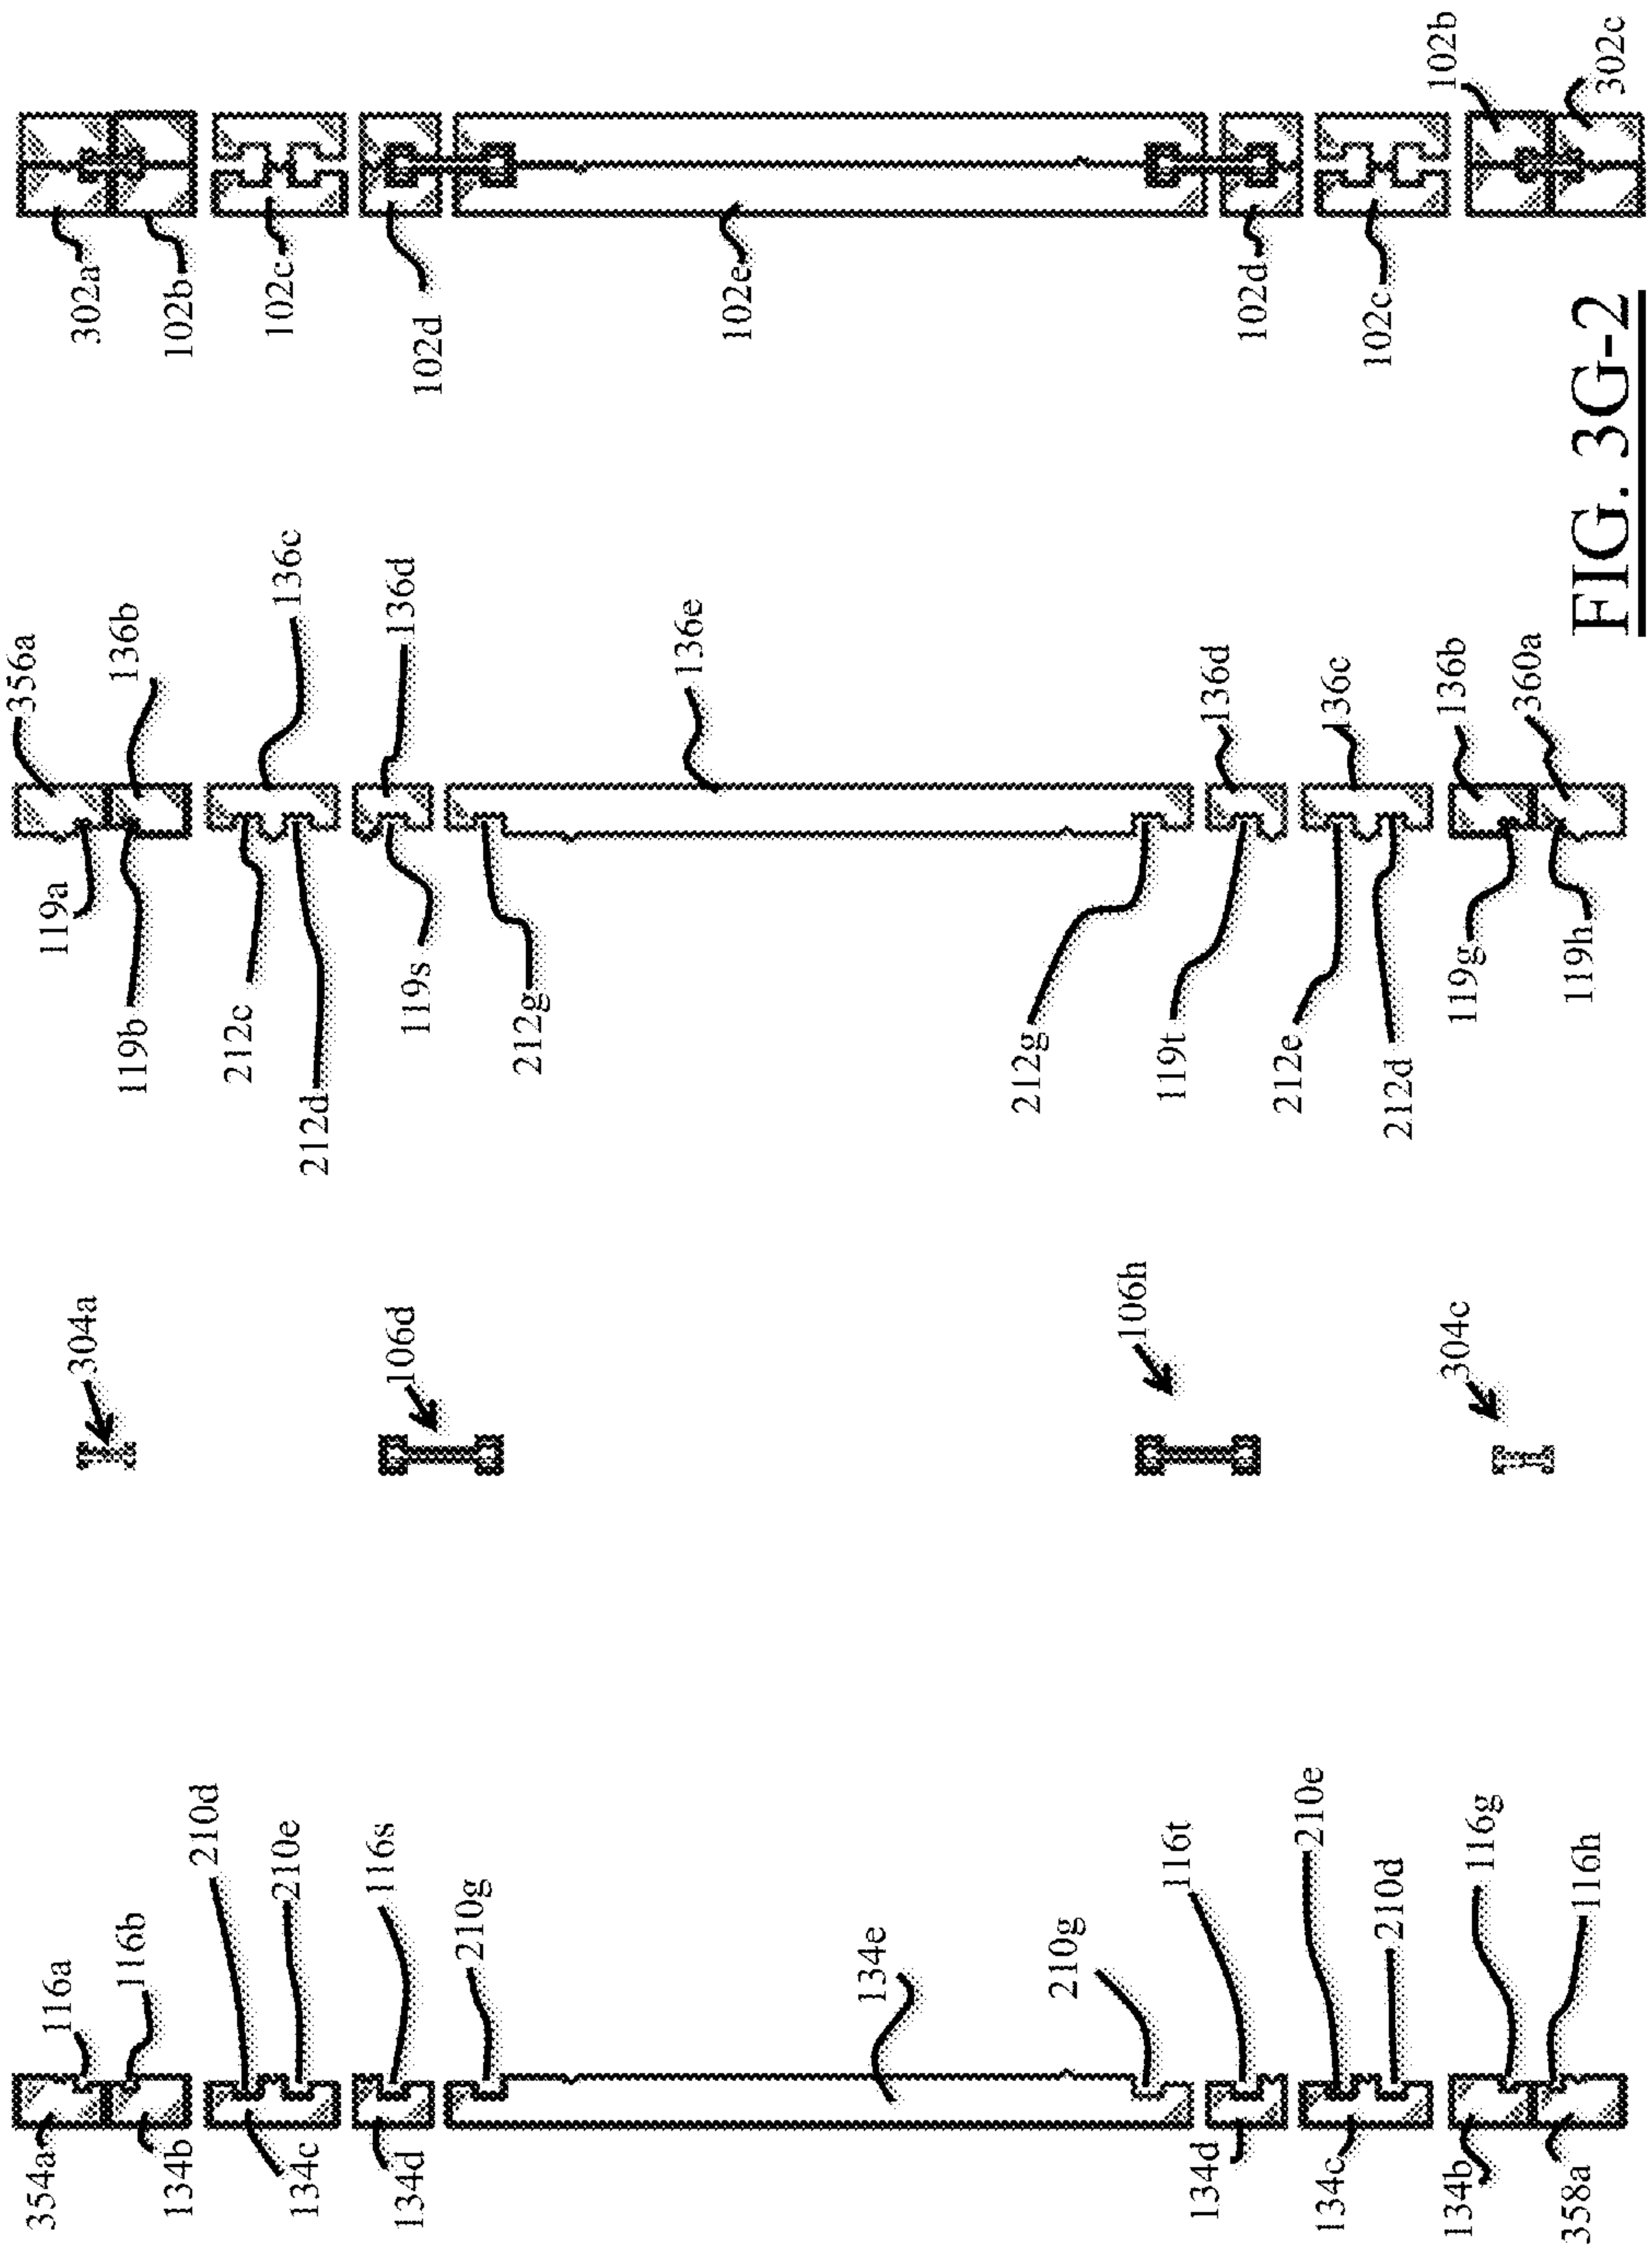 302a
102b
102c
102d
102e
102d
102c
102b
302c
356a
136b
136c
136d
136e
136d
136c
136b
360a
119a
119b
212c
212d
119s
212g
212g
119t
212e
212d
119g
119h
304a
106d
106h
304c
116a
116b
210d
210e
116s
210g
134e
210g
116t
210e
210d
116g
116h
354a
134b
134c
134d
134d
134c
134b
358a
FIG. 3G-2